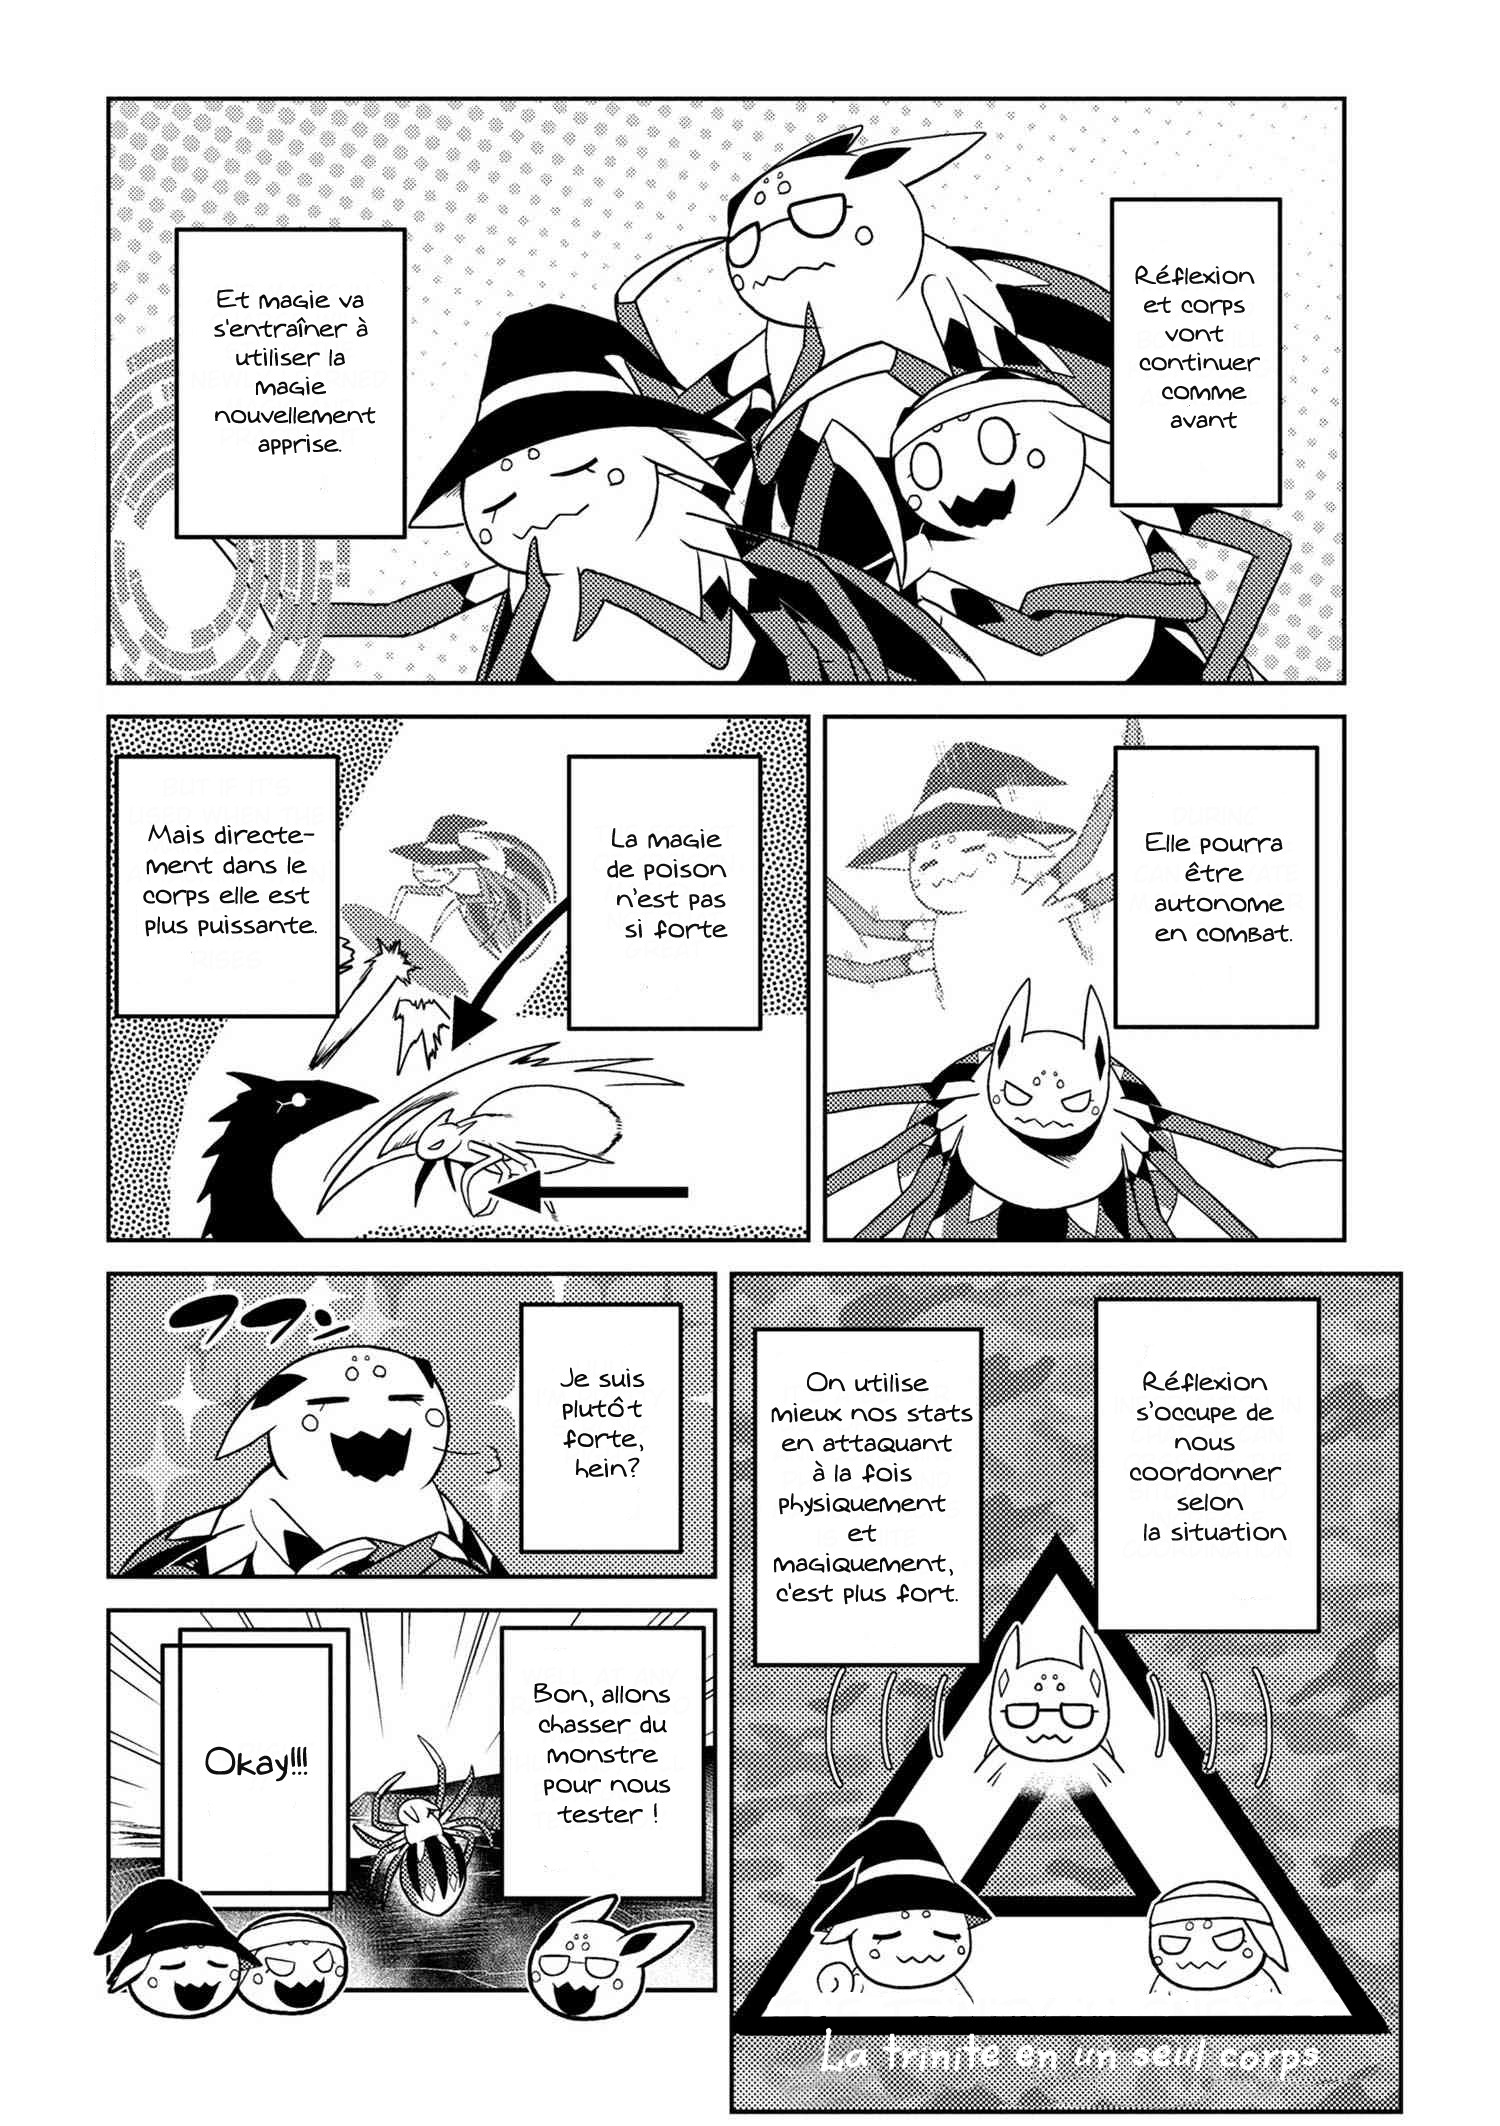 Réflexion
et corps
vont
continuer
comme
avant
Et magie va
s'entraîner à
utiliser la
magie
nouvellement
apprise.
Elle pourra
être
autonome
en combat.
La magie
de poison
n'est pas
si forte
Mais directe-
ment dans le
corps elle est
plus puissante.
Réflexion
s'occupe de
nous
coordonner
selon
la situation
On utilise
mieux nos stats
en attaquant
à la fois
physiquement
et
magiquement,
c'est plus fort.
La trinité en un seul corps
Je suis
plutôt
forte,
hein?
フフン
Bon, allons
chasser du
monstre
pour nous
tester !
Okay!!!